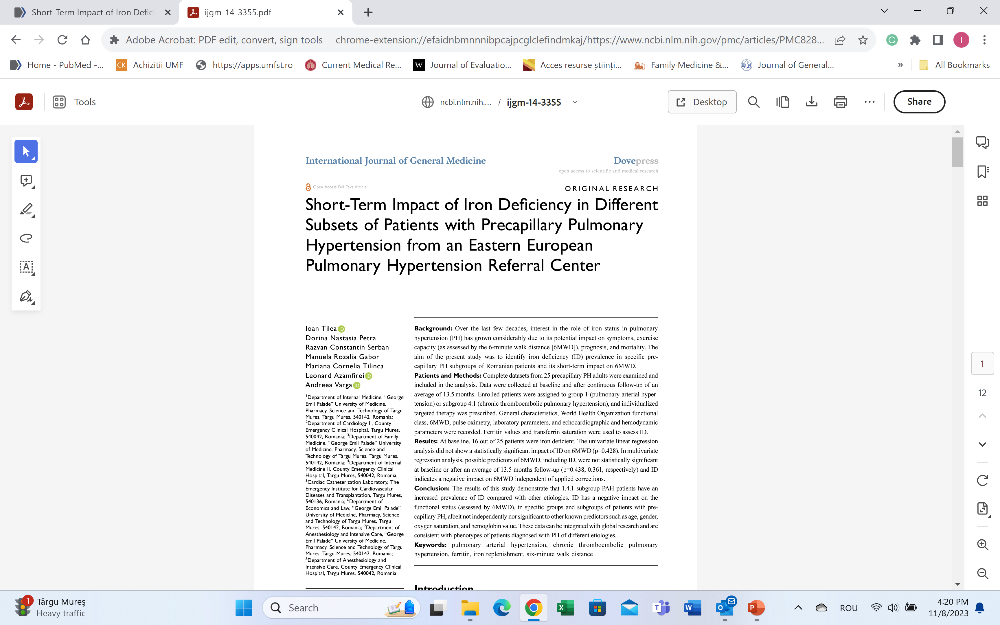 Short-Term Impact of Iron Defici
ijgm-14-3355.pdf
Adobe Acrobat: PDF edit, convert, sign tools
chrome-extension://efaidnbmnnnibpcajpcglclefindmkaj/https://www.ncbi.nlm.nih.gov/pmc/articles/PMC828...
I
Home - PubMed -...
CK Achizitii UMF
https://apps.umfst.ro
Current Medical Re...
W Journal of Evaluatio...
Acces resurse științi...
Family Medicine &...
Journal of General...
»
All Bookmarks
Tools
ncbi.nlm.nih.... / ijgm-14-3355
Desktop
Share
International Journal of General Medicine
Dovepress
open access to scientific and medical research
Open Access Full Text Article
ORIGINAL RESEARCH
Short-Term Impact of Iron Deficiency in Different
Subsets of Patients with Precapillary Pulmonary
Hypertension from an Eastern European
Pulmonary Hypertension Referral Center
Ioan Tilea iD
Dorina Nastasia Petra
Razvan Constantin Serban
Manuela Rozalia Gabor
Mariana Cornelia Tilinca
Leonard Azamfirei iD
Andreea Varga iD
1Department of Internal Medicine, “George
Emil Palade” University of Medicine,
Pharmacy, Science and Technology of Targu
Mures, Targu Mures, 540142, Romania;
2Department of Cardiology II, County
Emergency Clinical Hospital, Targu Mures,
540042, Romania; 3Department of Family
Medicine, “George Emil Palade” University
of Medicine, Pharmacy, Science and
Technology of Targu Mures, Targu Mures,
540142, Romania; 4Department of Internal
Medicine II, County Emergency Clinical
Hospital, Targu Mures, 540042, Romania;
5Cardiac Catheterization Laboratory, The
Emergency Institute for Cardiovascular
Diseases and Transplantation, Targu Mures,
540136, Romania; 6Department of
Economics and Law, “George Emil Palade”
University of Medicine, Pharmacy, Science
and Technology of Targu Mures, Targu
Mures, 540142, Romania; 7Department of
Anesthesiology and Intensive Care, “George
Emil Palade” University of Medicine,
Pharmacy, Science and Technology of Targu
Mures, Targu Mures, 540142, Romania;
8Department of Anesthesiology and
Intensive Care, County Emergency Clinical
Hospital, Targu Mures, 540042, Romania
Background: Over the last few decades, interest in the role of iron status in pulmonary
hypertension (PH) has grown considerably due to its potential impact on symptoms, exercise
capacity (as assessed by the 6-minute walk distance [6MWD]), prognosis, and mortality. The
aim of the present study was to identify iron deficiency (ID) prevalence in specific pre-
capillary PH subgroups of Romanian patients and its short-term impact on 6MWD.
Patients and Methods: Complete datasets from 25 precapillary PH adults were examined and
included in the analysis. Data were collected at baseline and after continuous follow-up of an
average of 13.5 months. Enrolled patients were assigned to group 1 (pulmonary arterial hyper-
tension) or subgroup 4.1 (chronic thromboembolic pulmonary hypertension), and individualized
targeted therapy was prescribed. General characteristics, World Health Organization functional
class, 6MWD, pulse oximetry, laboratory parameters, and echocardiographic and hemodynamic
parameters were recorded. Ferritin values and transferrin saturation were used to assess ID.
Results: At baseline, 16 out of 25 patients were iron deficient. The univariate linear regression
analysis did not show a statistically significant impact of ID on 6MWD (p=0.428). In multivariate
regression analysis, possible predictors of 6MWD, including ID, were not statistically significant
at baseline or after an average of 13.5 months follow-up (p=0.438, 0.361, respectively) and ID
indicates a negative impact on 6MWD independent of applied corrections.
Conclusion: The results of this study demonstrate that 1.4.1 subgroup PAH patients have an
increased prevalence of ID compared with other etiologies. ID has a negative impact on the
functional status (assessed by 6MWD), in specific groups and subgroups of patients with pre-
capillary PH, albeit not independently nor significant to other known predictors such as age, gender,
oxygen saturation, and hemoglobin value. These data can be integrated with global research and are
consistent with phenotypes of patients diagnosed with PH of different etiologies.
Keywords: pulmonary arterial hypertension, chronic thromboembolic pulmonary
hypertension, ferritin, iron replenishment, six-minute walk distance
Introduction
1
12
1
Târgu Mureș
Heavy traffic
Search
ROU
4:20 PM
11/8/2023